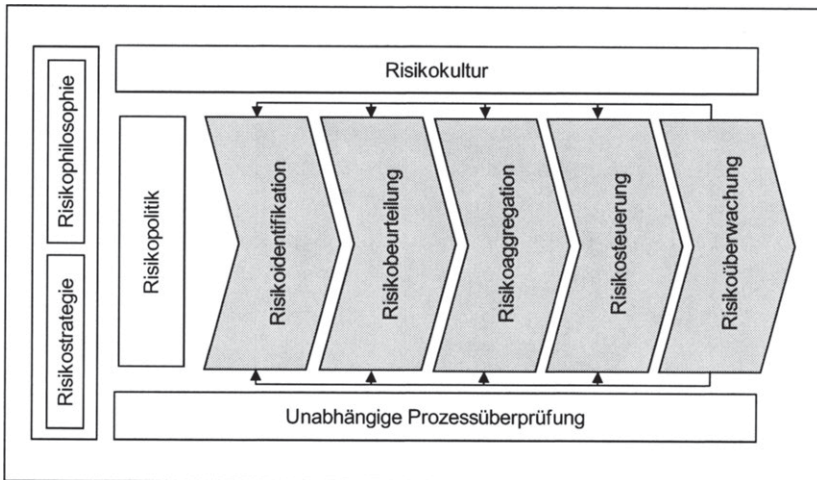 Risikophilosophie
Risikostrategie
Risikokultur
Risikopolitik
Risikoidentifikation
Risikobeurteilung
Risikoaggregation
Risikosteuerung
Risikoüberwachung
Unabhängige Prozessüberprüfung